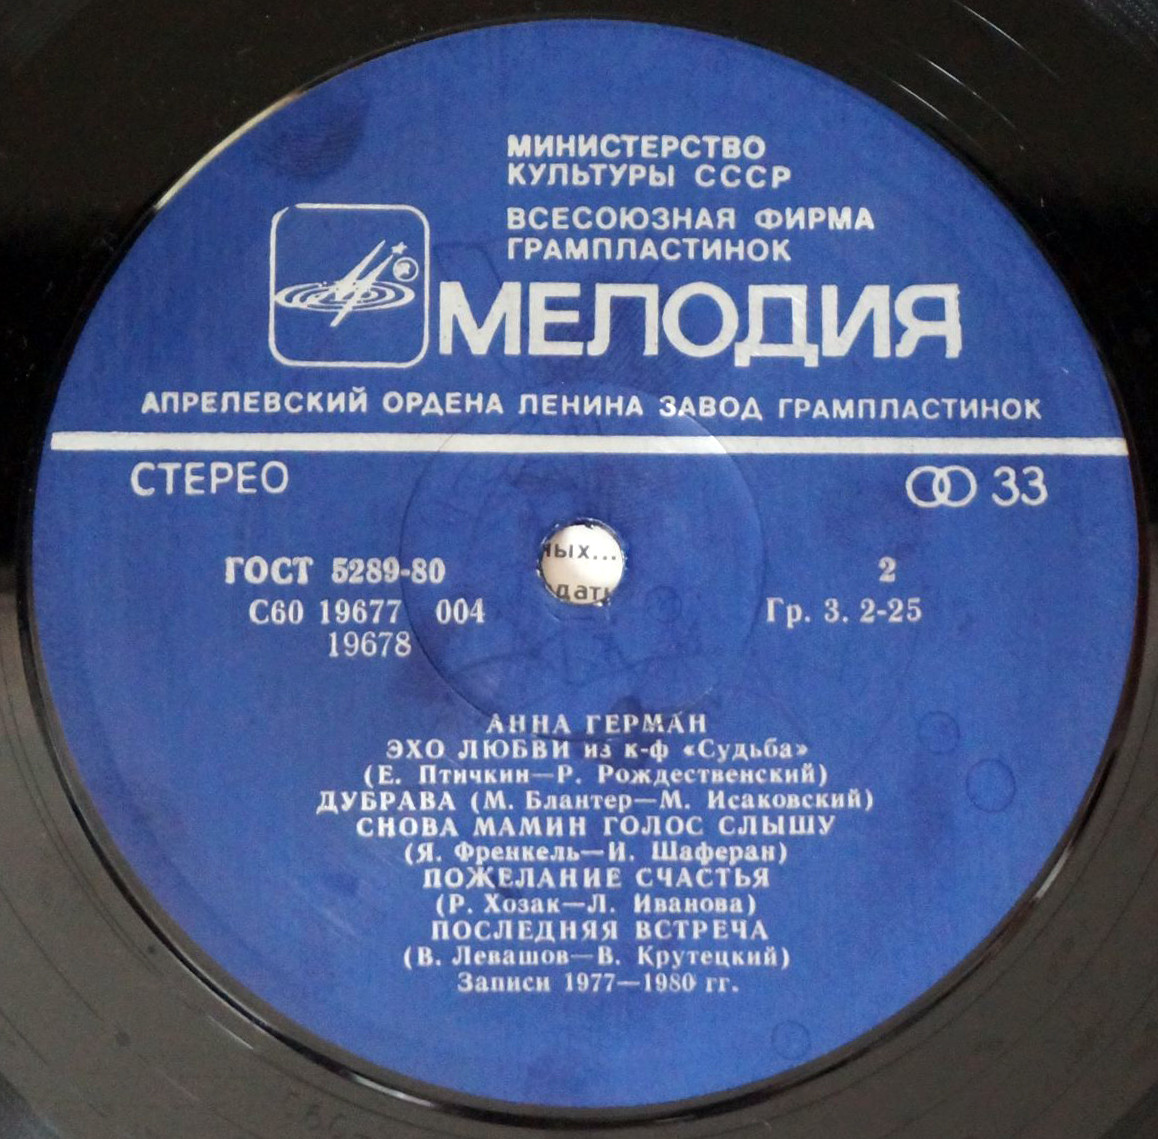 МИНИСТЕРСТВО
КУЛЬТУРЫ СССР
ВСЕСОЮЗНАЯ ФИРМА
ГРАМПЛАСТИНОК
МЕЛОДИЯ
АПРЕЛЕВСКИЙ ОРДЕНА ЛЕНИНА ЗАВОД ГРАМПЛАСТИНОК
СТЕРЕО 33
ГОСТ 5289-80 2
С60 19677 004 Гр. 3. 2-25
19678
АННА ГЕРМАН
ЭХО ЛЮБВИ из к-ф «Судьба»
(Е. Птичкин—Р. Рождественский)
ДУБРАВА (М. Блантер—М. Исаковский)
СНОВА МАМИН ГОЛОС СЛЫШУ
(Я. Френкель—И. Шаферан)
ПОЖЕЛАНИЕ СЧАСТЬЯ
(Р. Хозак—Л. Иванова)
ПОСЛЕДНЯЯ ВСТРЕЧА
(В. Левашов—В. Крутецкий)
Записи 1977—1980 гг.